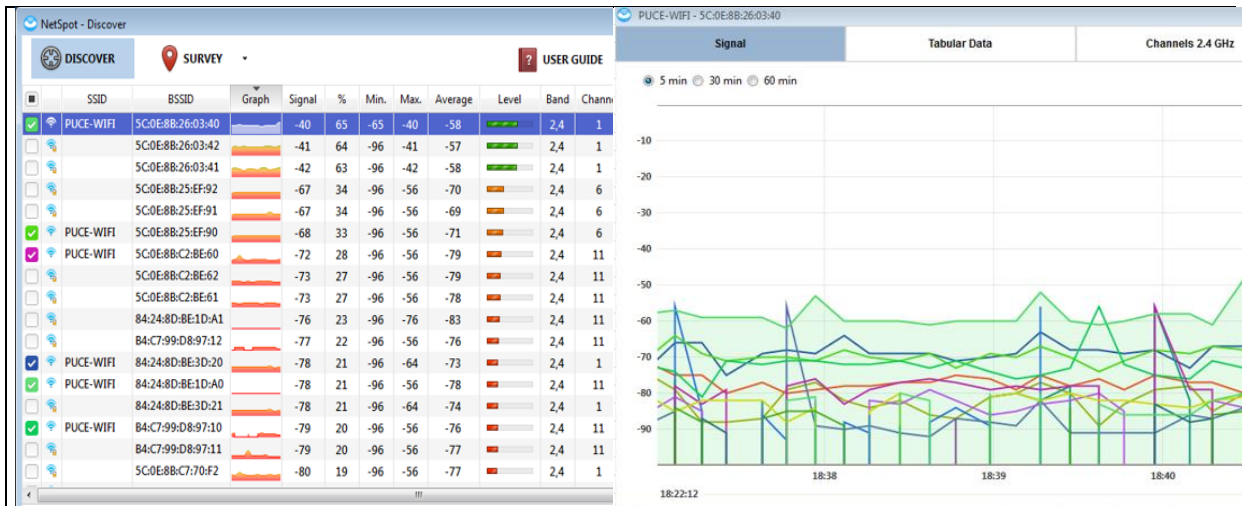 NetSpot - Discover
DISCOVER SURVEY ? USER GUIDE
SSID BSSID Graph Signal % Min. Max. Average Level Band Chann
PUCE-WIFI 5C:0E:8B:26:03:40 -40 65 -65 -40 -58 2,4 1
5C:0E:8B:26:03:42 -41 64 -96 -41 -57 2,4 1
5C:0E:8B:26:03:41 -42 63 -96 -42 -58 2,4 1
5C:0E:8B:25:EF:92 -67 34 -96 -56 -70 2,4 6
5C:0E:8B:25:EF:91 -67 34 -96 -56 -69 2,4 6
PUCE-WIFI 5C:0E:8B:25:EF:90 -68 33 -96 -56 -71 2,4 6
PUCE-WIFI 5C:0E:8B:C2:BE:60 -72 28 -96 -56 -79 2,4 11
5C:0E:8B:C2:BE:62 -73 27 -96 -56 -79 2,4 11
5C:0E:8B:C2:BE:61 -73 27 -96 -56 -78 2,4 11
84:24:8D:BE:1D:A1 -76 23 -96 -76 -83 2,4 11
B4:C7:99:D8:97:12 -77 22 -96 -56 -76 2,4 11
PUCE-WIFI 84:24:8D:BE:3D:20 -78 21 -96 -64 -73 2,4 1
PUCE-WIFI 84:24:8D:BE:1D:A0 -78 21 -96 -56 -78 2,4 11
84:24:8D:BE:3D:21 -78 21 -96 -64 -74 2,4 1
PUCE-WIFI B4:C7:99:D8:97:10 -79 20 -96 -56 -76 2,4 11
B4:C7:99:D8:97:11 -79 20 -96 -56 -77 2,4 11
5C:0E:8B:C7:70:F2 -80 19 -96 -56 -77 2,4 1
PUCE-WIFI - 5C:0E:8B:26:03:40
Signal Tabular Data Channels 2.4 GHz
5 min 30 min 60 min
-10
-20
-30
-40
-50
-60
-70
-80
-90
18:38 18:39 18:40
18:22:12